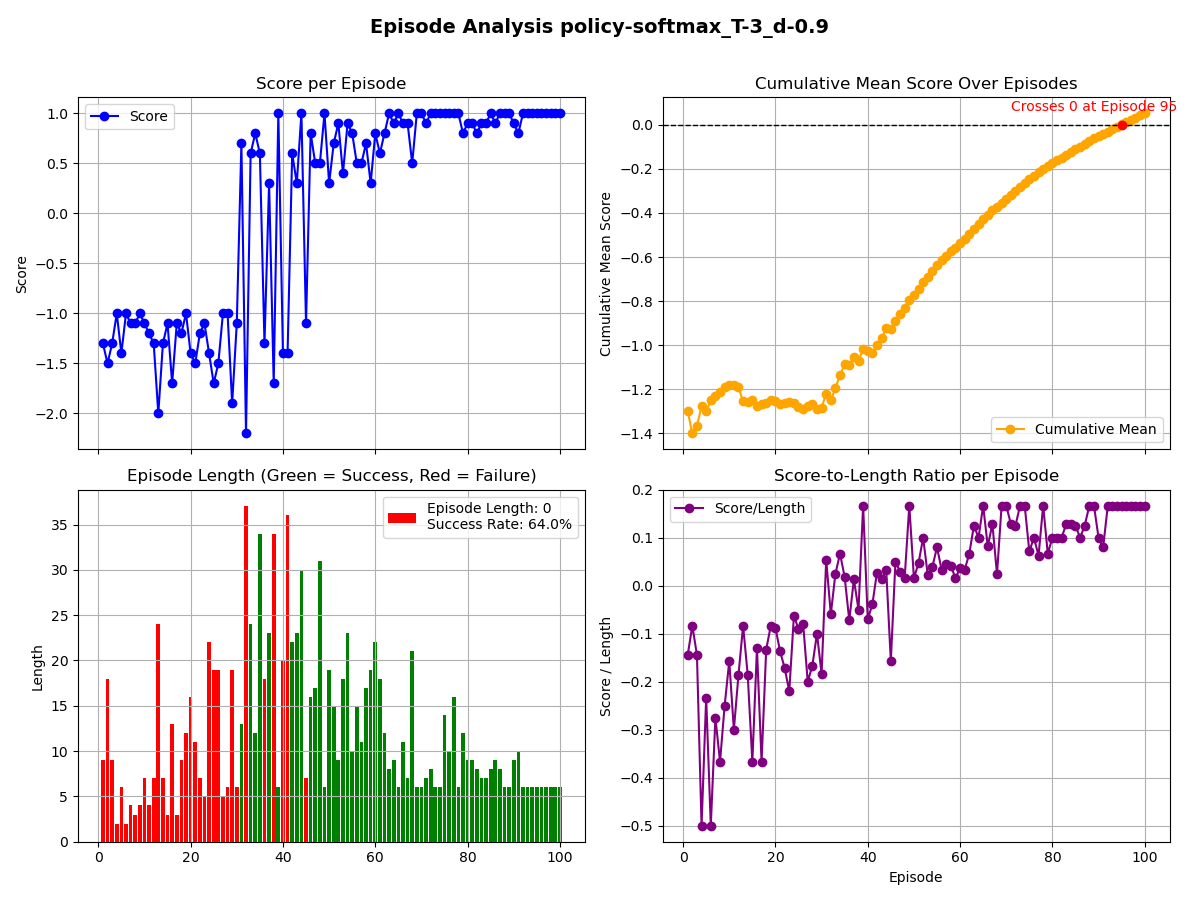 Episode Analysis policy-softmax_T-3_d-0.9
Score per Episode
Score
1.0
0.5
0.0
−0.5
−1.0
−1.5
−2.0
Score
Cumulative Mean Score Over Episodes
Crosses 0 at Episode 95
0.0
−0.2
−0.4
−0.6
−0.8
−1.0
−1.2
−1.4
Cumulative Mean Score
Cumulative Mean
Episode Length (Green = Success, Red = Failure)
Episode Length: 0
Success Rate: 64.0%
35
30
25
20
15
10
5
0
Length
0 20 40 60 80 100
Score-to-Length Ratio per Episode
Score/Length
0.2
0.1
0.0
−0.1
−0.2
−0.3
−0.4
−0.5
Score / Length
0 20 40 60 80 100
Episode